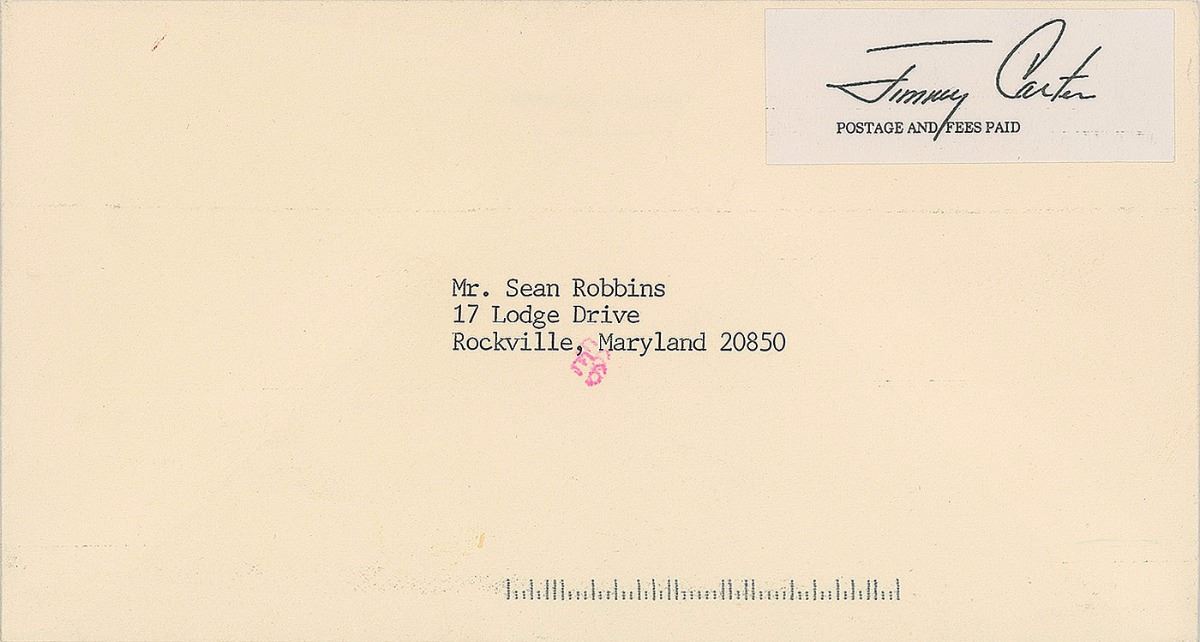 Jimmy Carter
POSTAGE AND FEES PAID
Mr. Sean Robbins
17 Lodge Drive
Rockville, Maryland 20850